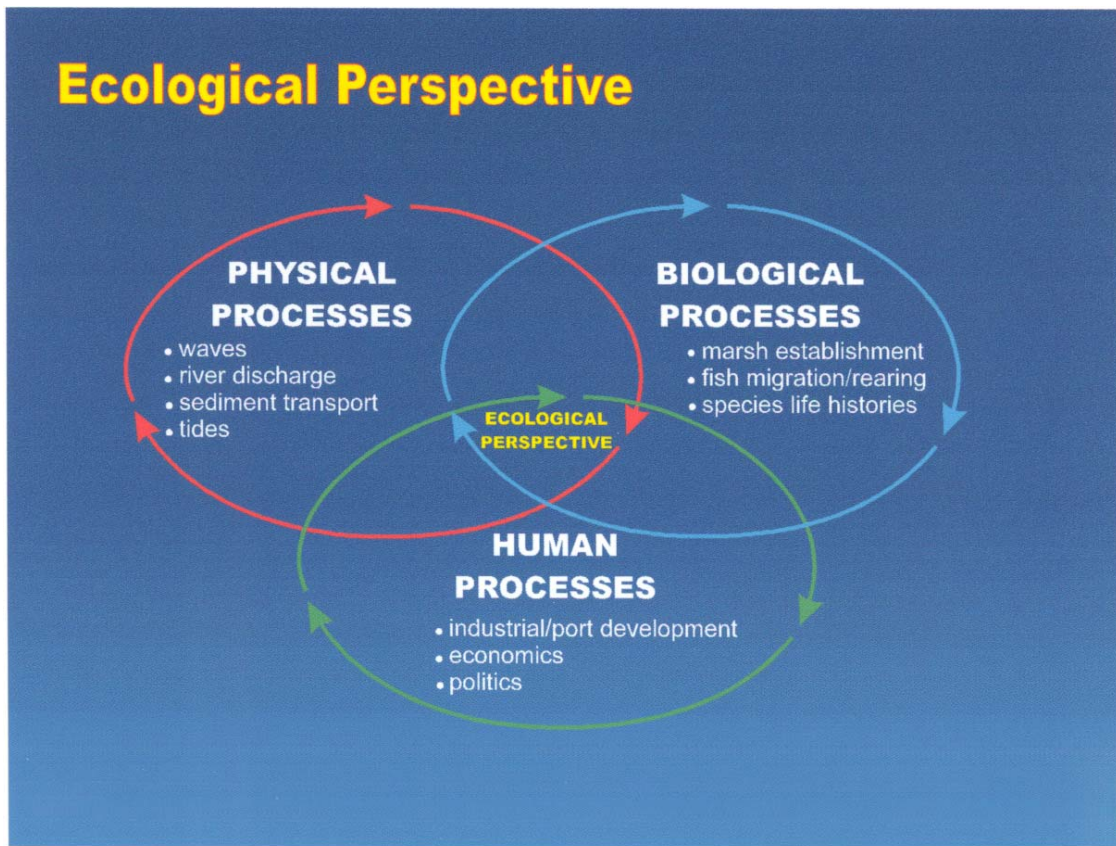 Ecological Perspective
PHYSICAL
PROCESSES
• waves
• river discharge
• sediment transport
• tides
BIOLOGICAL
PROCESSES
• marsh establishment
• fish migration/rearing
• species life histories
ECOLOGICAL
PERSPECTIVE
HUMAN
PROCESSES
• industrial/port development
• economics
• politics